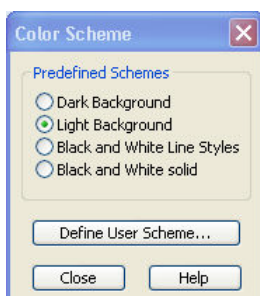 Color Scheme
Predefined Schemes
Dark Background
Light Background
Black and White Line Styles
Black and White solid
Define User Scheme...
Close Help